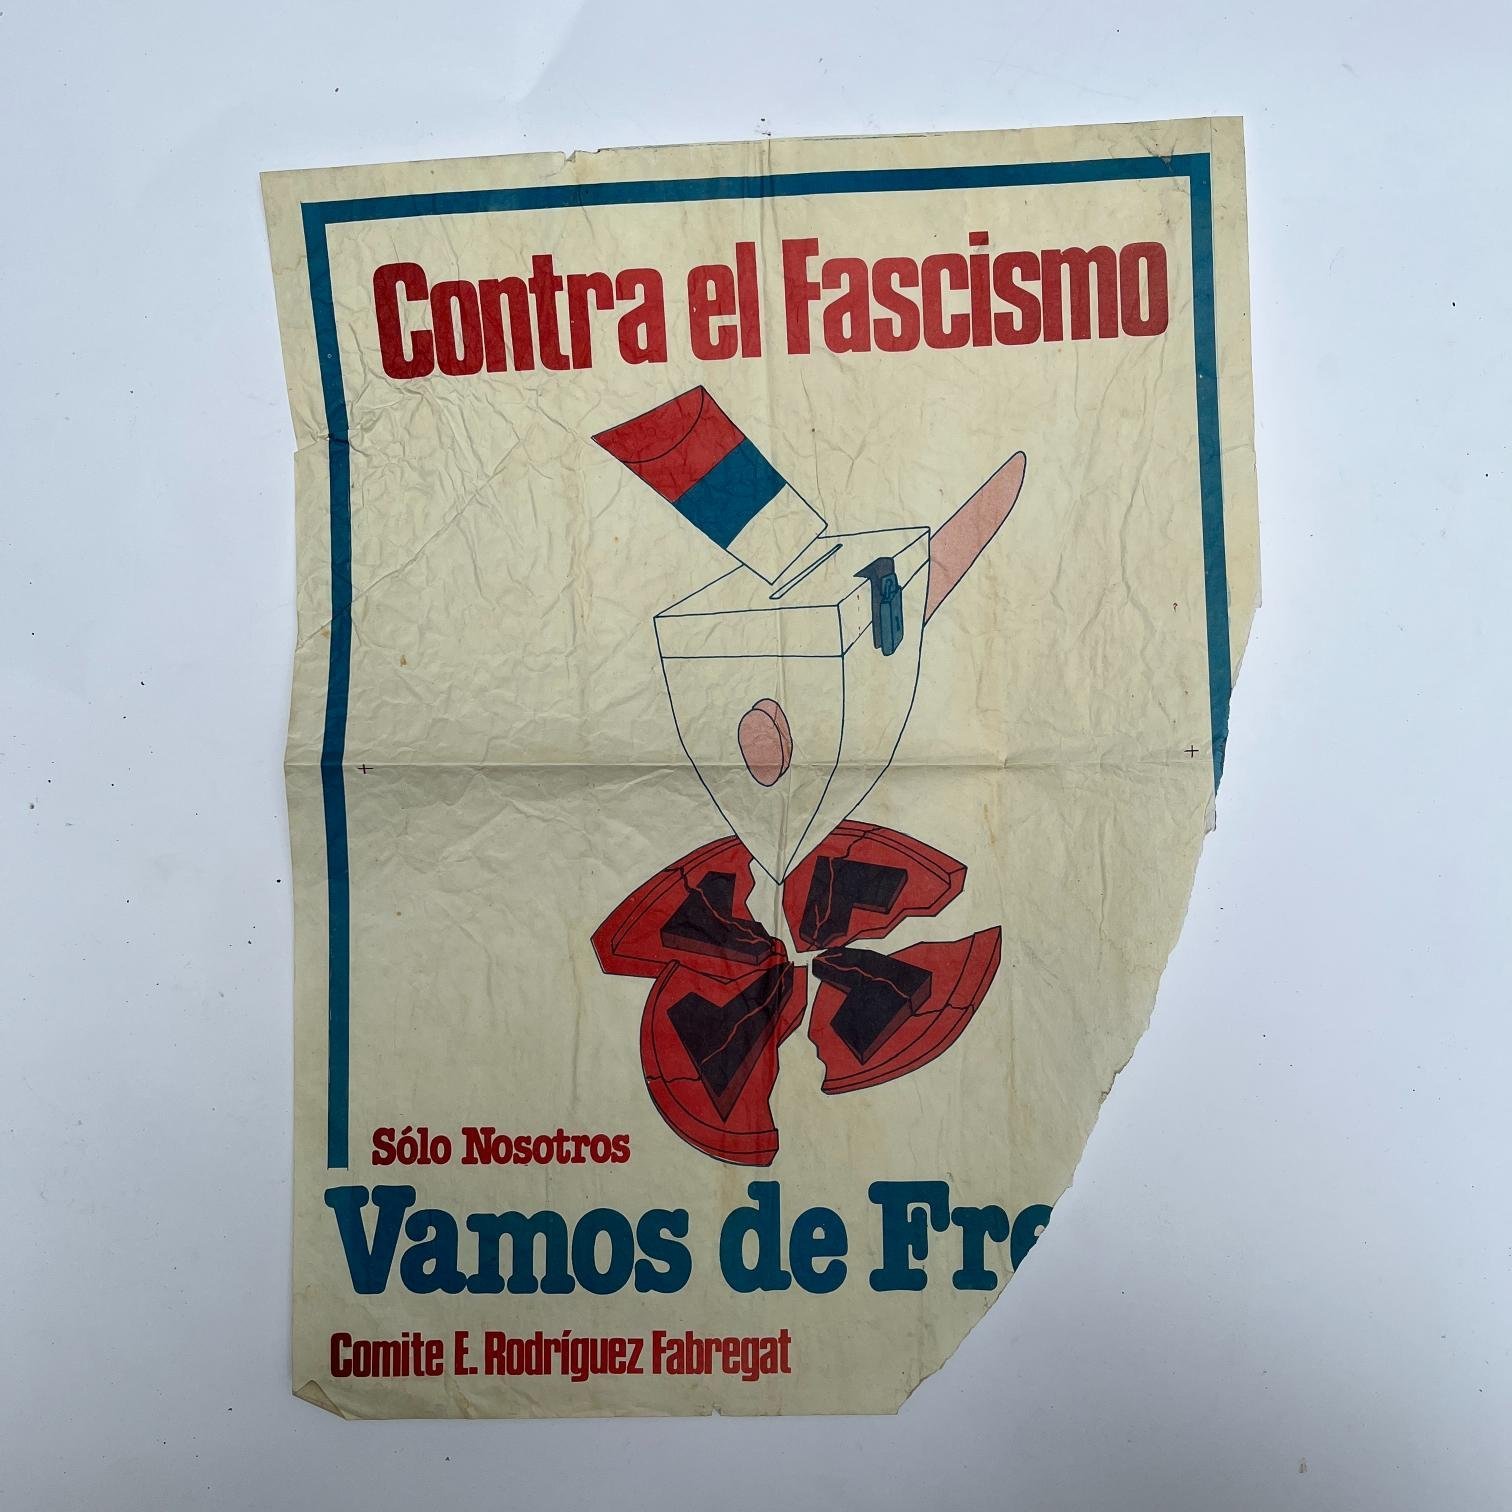 Contra el Fascismo
Sólo Nosotros
Vamos de Fre
Comite E. Rodríguez Fabregat